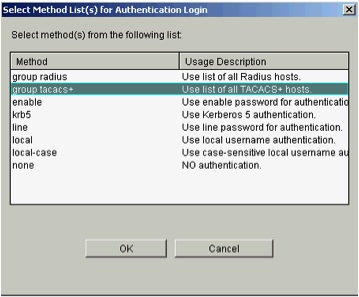 Select Method List(s) for Authentication Login
Select method(s) from the following list:
Method Usage Description
group radius Use list of all Radius hosts.
group tacacs+ Use list of all TACACS+ hosts.
enable Use enable password for authenticatio
krb5 Use Kerberos 5 authentication.
line Use line password for authentication.
local Use local username authentication.
local-case Use case-sensitive local username au
none NO authentication.
OK Cancel